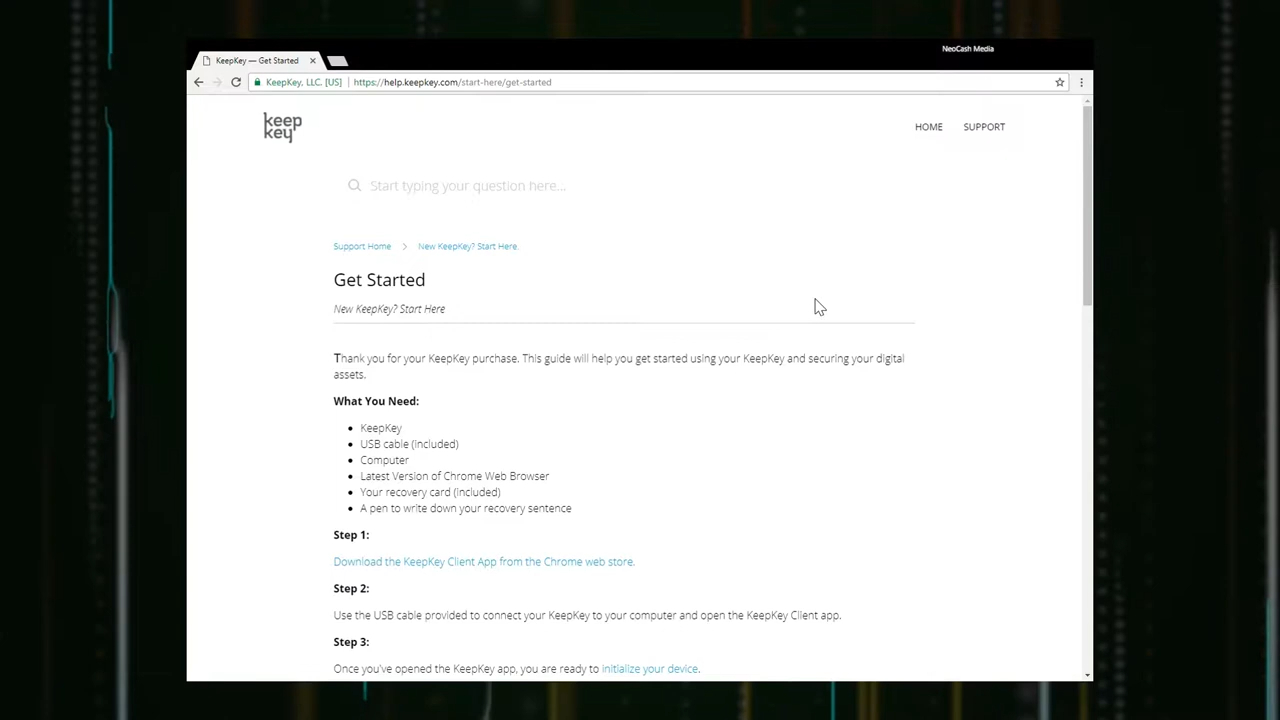 NeoCash Media
KeepKey — Get Started
KeepKey, LLC. [US] https://help.keepkey.com/start-here/get-started
keep
key
HOME SUPPORT
Start typing your question here...
Support Home New KeepKey? Start Here.
Get Started
New KeepKey? Start Here
Thank you for your KeepKey purchase. This guide will help you get started using your KeepKey and securing your digital
assets.
What You Need:
• KeepKey
• USB cable (included)
• Computer
• Latest Version of Chrome Web Browser
• Your recovery card (included)
• A pen to write down your recovery sentence
Step 1:
Download the KeepKey Client App from the Chrome web store.
Step 2:
Use the USB cable provided to connect your KeepKey to your computer and open the KeepKey Client app.
Step 3:
Once you've opened the KeepKey app, you are ready to initialize your device.